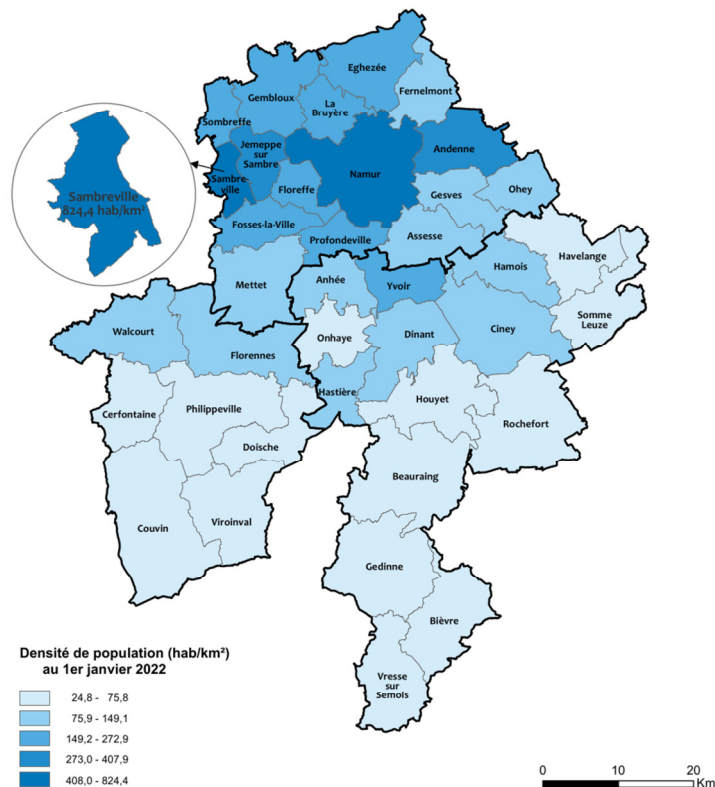 Eghezée
Fernelmont
Gembloux
La
Bruyère
Sombreffe
Jemeppe
sur
Sambre
Andenne
Sambre-
ville
Namur
Floreffe
Gesves
Ohey
Sambreville
824,4 hab/km²
Fosses-la-Ville
Profondeville
Assesse
Havelange
Hamois
Mettet
Anhée
Yvoir
Somme
Leuze
Walcourt
Florennes
Onhaye
Dinant
Ciney
Hastière
Houyet
Cerfontaine
Philippeville
Rochefort
Doische
Beauraing
Couvin
Viroinval
Gedinne
Bièvre
Vresse
sur
Semois
Densité de population (hab/km²)
au 1er janvier 2022
24,8 - 75,8
75,9 - 149,1
149,2 - 272,9
273,0 - 407,9
408,0 - 824,4
0 10 20
Km